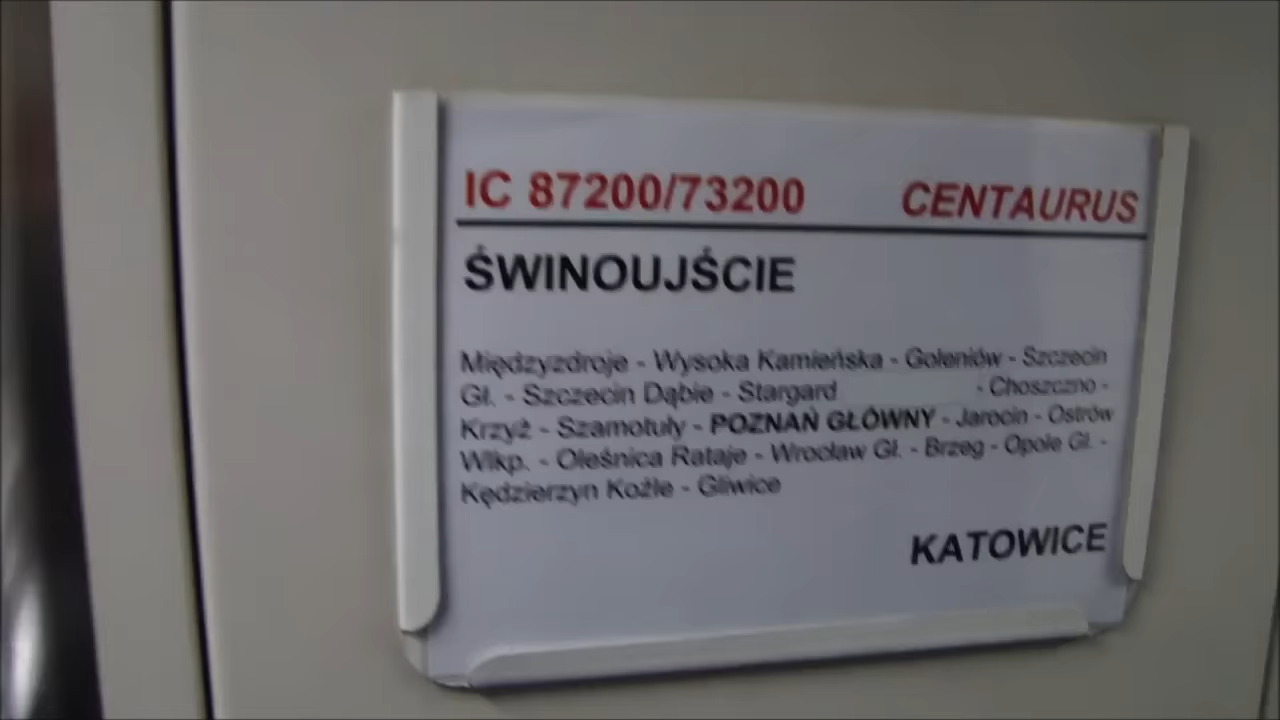 IC 87200/73200 CENTAURUS
ŚWINOUJŚCIE
Międzyzdroje - Wysoka Kamieńska - Goleniów - Szczecin
Gł. - Szczecin Dąbie - Stargard - Choszczno -
Krzyż - Szamotuły - POZNAŃ GŁÓWNY - Jarocin - Ostrów
Wlkp. - Oleśnica Rataje - Wrocław Gł. - Brzeg - Opole Gł. -
Kędzierzyn Koźle - Gliwice
KATOWICE